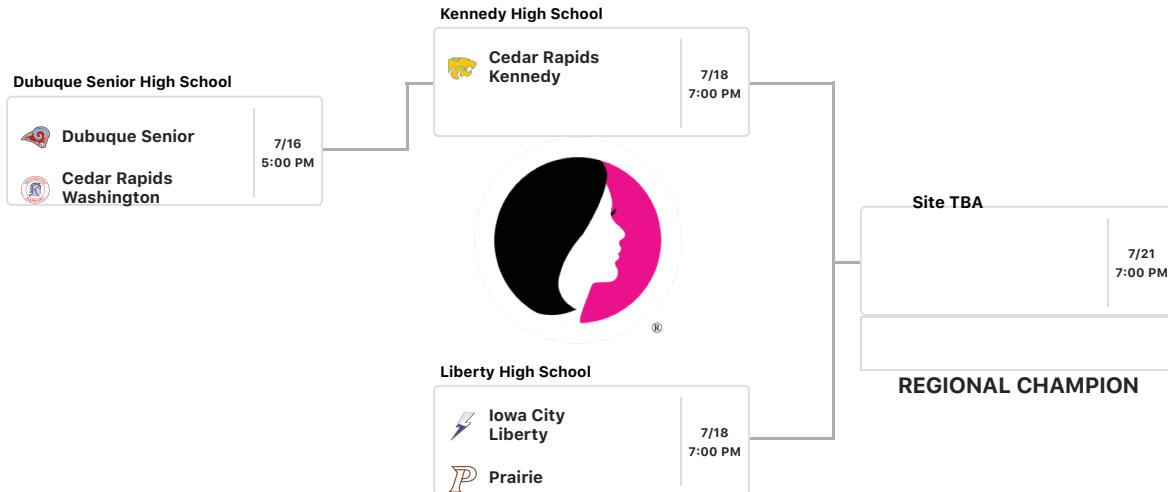 Kennedy High School
Cedar Rapids
Kennedy
7/18
7:00 PM
Dubuque Senior High School
Dubuque Senior
Cedar Rapids
Washington
7/16
5:00 PM
Site TBA
7/21
7:00 PM
REGIONAL CHAMPION
®
Liberty High School
Iowa City
Liberty
Prairie
7/18
7:00 PM
P